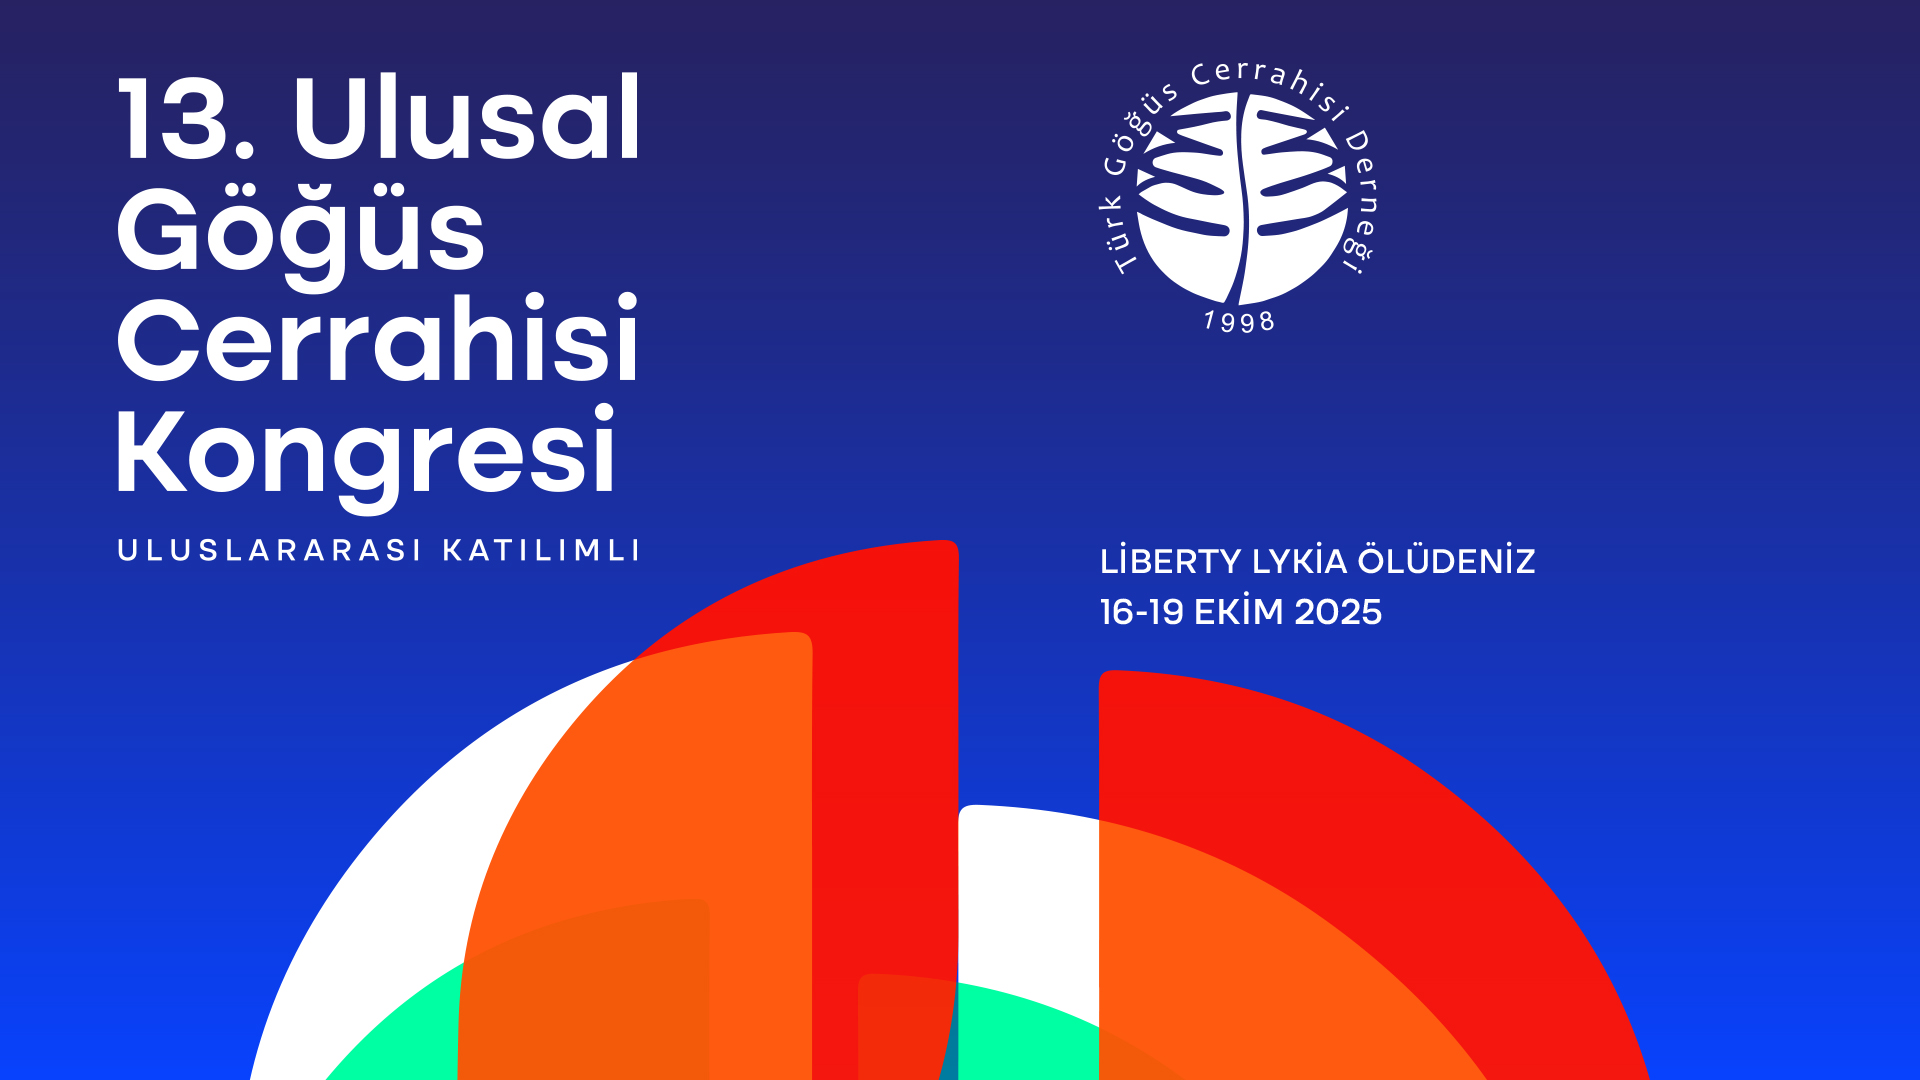 13. Ulusal
Göğüs
Cerrahisi
Kongresi
ULUSLARARASI KATILIMLI
Türk Göğüs Cerrahisi Derneği
1998
LİBERTY LYKİA ÖLÜDENİZ
16-19 EKİM 2025